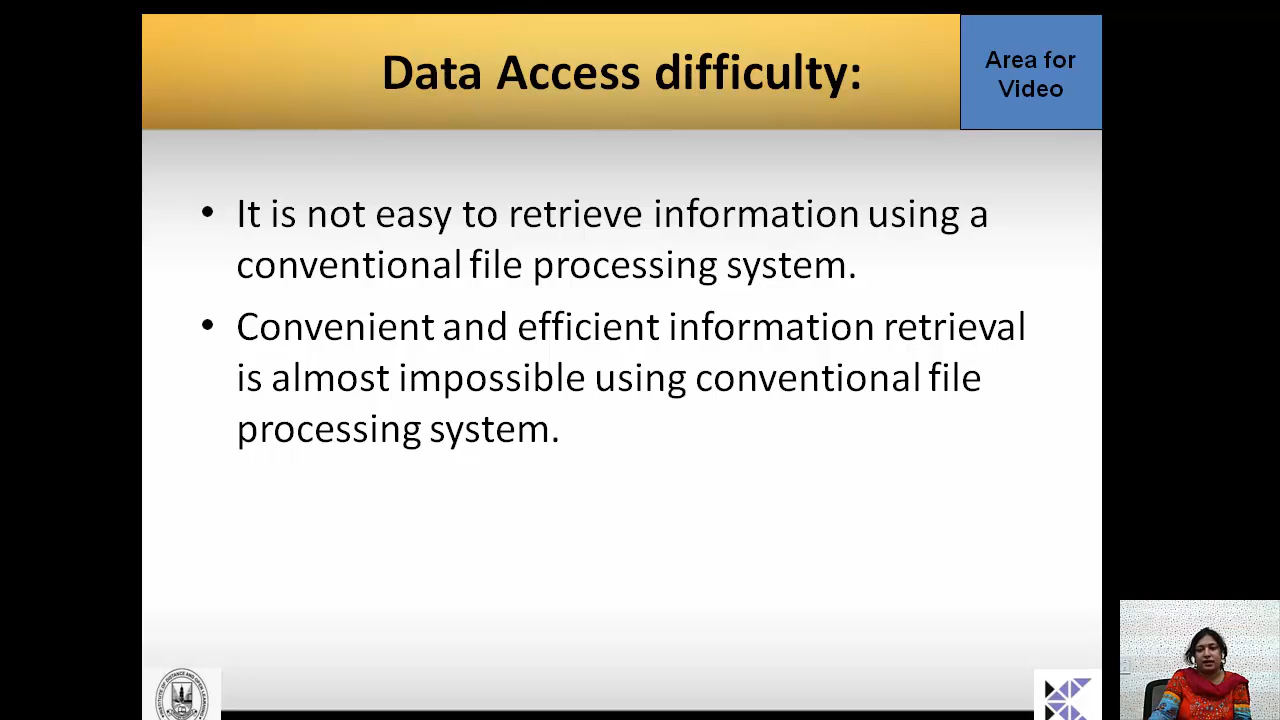 Data Access difficulty:
Area for
Video
• It is not easy to retrieve information using a
conventional file processing system.
• Convenient and efficient information retrieval
is almost impossible using conventional file
processing system.